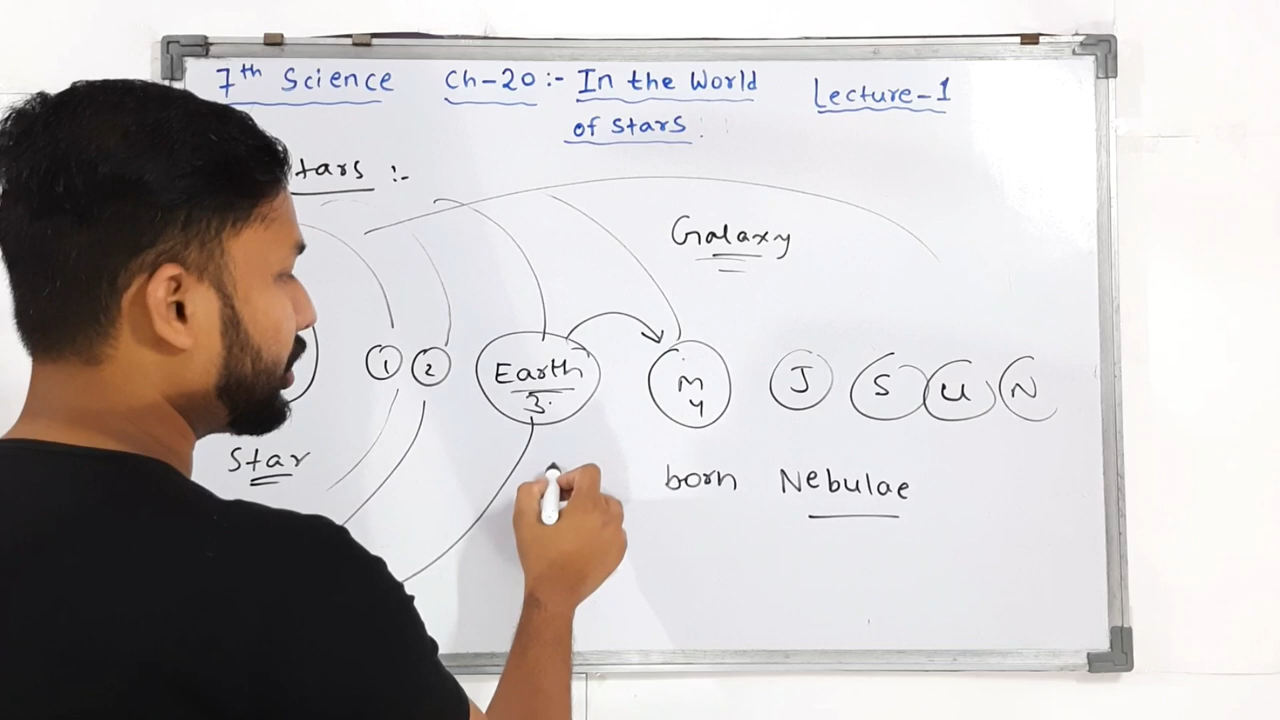 7th Science Ch-20:- In the World of Stars Lecture-1
tars :-
Galaxy
1 2 Earth 3. M 4 J S U N
Star
born Nebulae